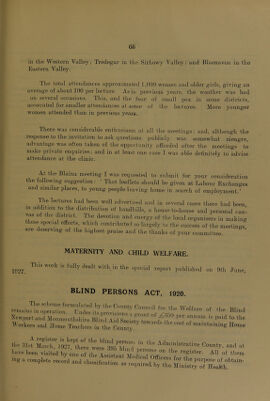 66
in the Western Valley; Tredegar in the Sirhowy Valley; and Blaenavon in the
Eastern Valley.
The total attendances approximated 1,000 women and older girls, giving an
average of about 100 per lecture. As in previous years, the weather was bad
on several occasions. This, and the fear of small pox in some districts,
accounted for smaller attendances at some of the lectures. More younger
women attended than in previous years.
There was considerable enthusiasm at all the meetings; and, although the
response to the invitation to ask questions publicly was somewhat meagre,
advantage was often taken of the opportunity afforded after the meetings to
make private enquiries; and in at least one case I was able definitely to advise
attendance at the clinic.
At the Blaina meeting I was requested to submit for your consideration
the following suggestion: " That leaflets should be given at Labour Exchanges
and similar places, to young people leaving home in search of employment."
The lectures had been well advertised and in several cases there had been,
in addition to the distribution of handbills, a house-to-house and personal can-
vas of the district. The devotion and energy of the local organisers in making
these special efforts, which contributed so largely to the success of the meetings,
are deserving of the highest praise and the thanks of your committee.
MATERNITY AND CHILD WELFARE.
This work is fully dealt with in the special report published on 9th June,
1927.
BLIND PERSONS ACT, 1920.
The scheme formulated by the County Council for the Welfare of the Blind
remains in operation. Under its provisions a grant of per annum is paid to the
Newport and Monmouthshire Blind Aid Society towards the cost of maintaining Home
Workers and Home Teachers in the County.
A register is kept of the blind persons in the Administrative County, and at
the 31st March, 1927, there were blind persons on the register. All of them
have been visited by one of the Assistant Medical Officers for the purpose of obtain-
ing a complete record and classification as required by the Ministry of Health.